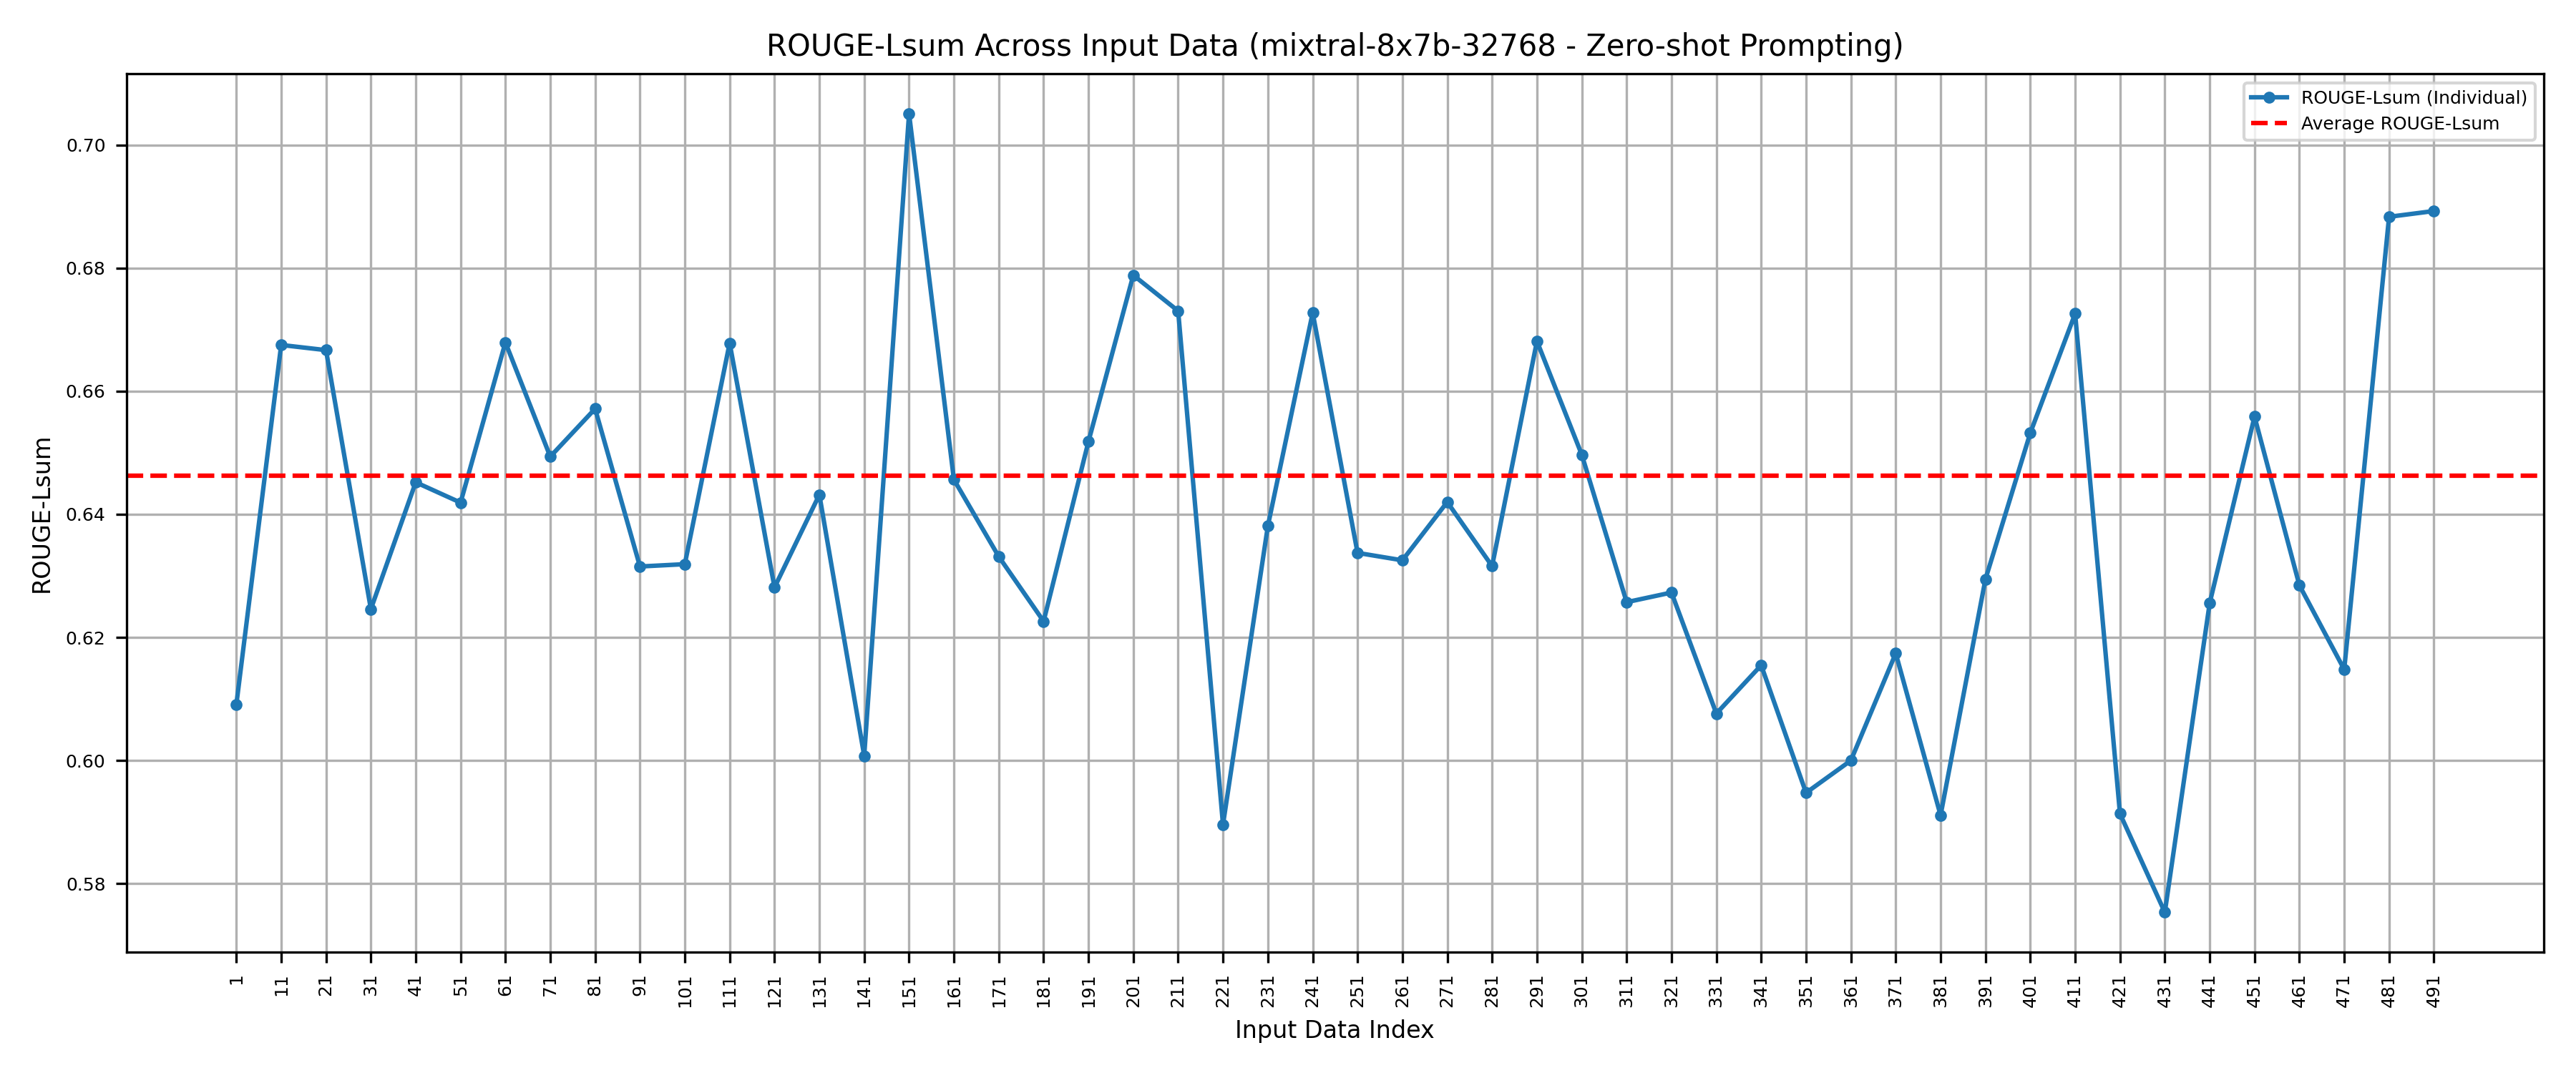 ROUGE-Lsum Across Input Data (mixtral-8x7b-32768 - Zero-shot Prompting)
ROUGE-Lsum (Individual)
Average ROUGE-Lsum
ROUGE-Lsum
0.70
0.68
0.66
0.64
0.62
0.60
0.58
1 11 21 31 41 51 61 71 81 91 101 111 121 131 141 151 161 171 181 191 201 211 221 231 241 251 261 271 281 291 301 311 321 331 341 351 361 371 381 391 401 411 421 431 441 451 461 471 481 491
Input Data Index